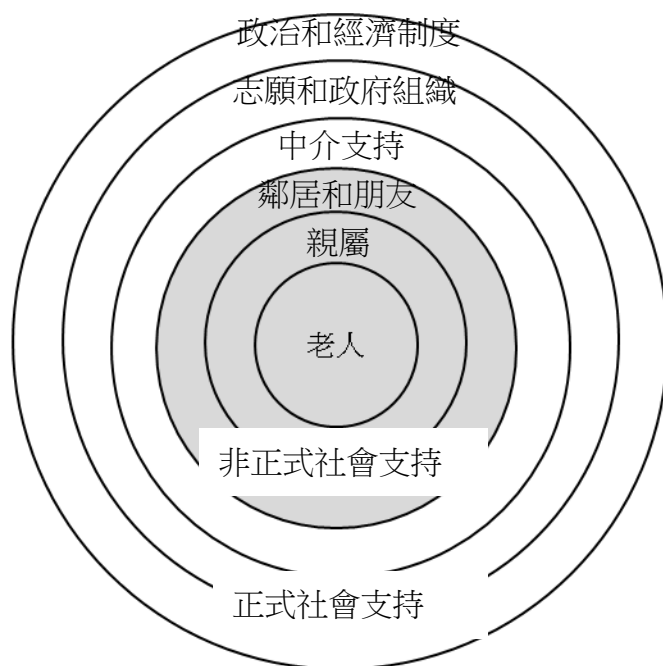 政治和經濟制度
志願和政府組織
中介支持
鄰居和朋友
親屬
老人
非正式社會支持
正式社會支持